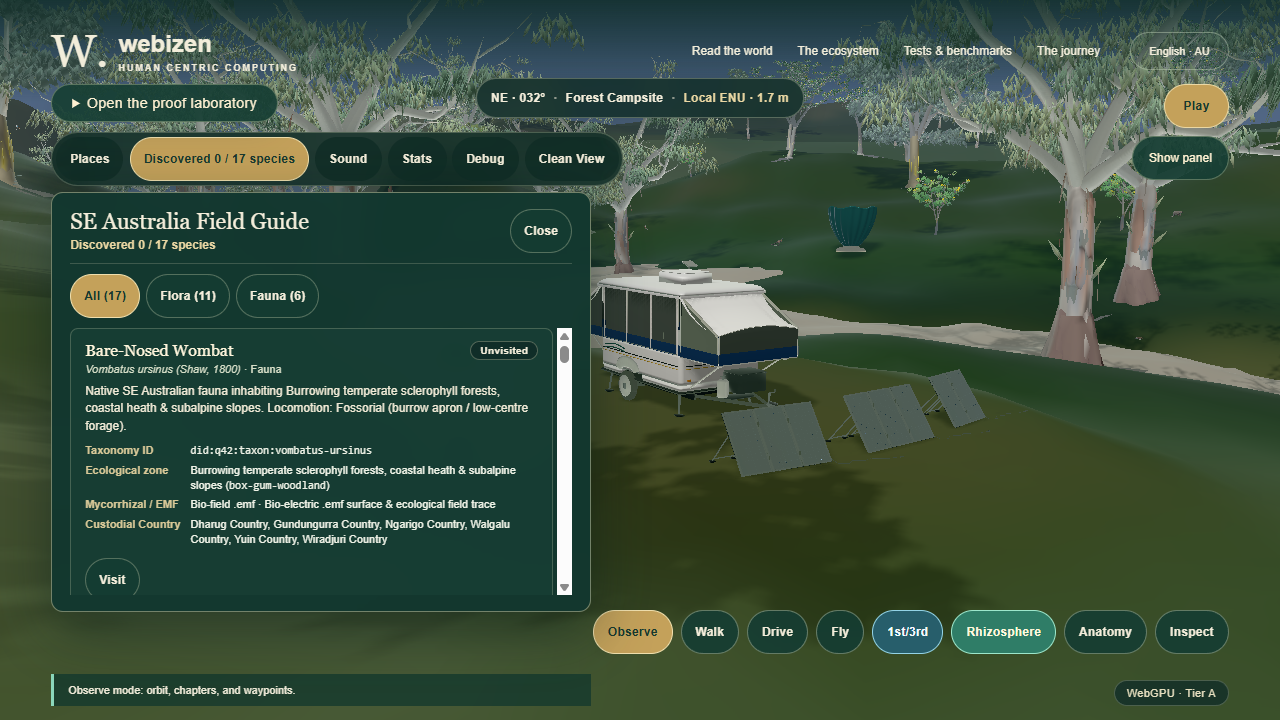 W.
webizen
HUMAN CENTRIC COMPUTING
Read the world
The ecosystem
Tests & benchmarks
The journey
English · AU
▶ Open the proof laboratory
NE · 032° · Forest Campsite · Local ENU · 1.7 m
Play
Places
Discovered 0 / 17 species
Sound
Stats
Debug
Clean View
Show panel
SE Australia Field Guide
Discovered 0 / 17 species
Close
All (17)
Flora (11)
Fauna (6)
Bare-Nosed Wombat
Unvisited
Vombatus ursinus (Shaw, 1800) · Fauna
Native SE Australian fauna inhabiting Burrowing temperate sclerophyll forests,
coastal heath & subalpine slopes. Locomotion: Fossorial (burrow apron / low-centre
forage).
Taxonomy ID did:q42:taxon:vombatus-ursinus
Ecological zone Burrowing temperate sclerophyll forests, coastal heath & subalpine
slopes (box-gum-woodland)
Mycorrhizal / EMF Bio-field .emf · Bio-electric .emf surface & ecological field trace
Custodial Country Dharug Country, Gundungurra Country, Ngarigo Country, Walgalu
Country, Yuin Country, Wiradjuri Country
Visit
Observe
Walk
Drive
Fly
1st/3rd
Rhizosphere
Anatomy
Inspect
Observe mode: orbit, chapters, and waypoints.
WebGPU · Tier A